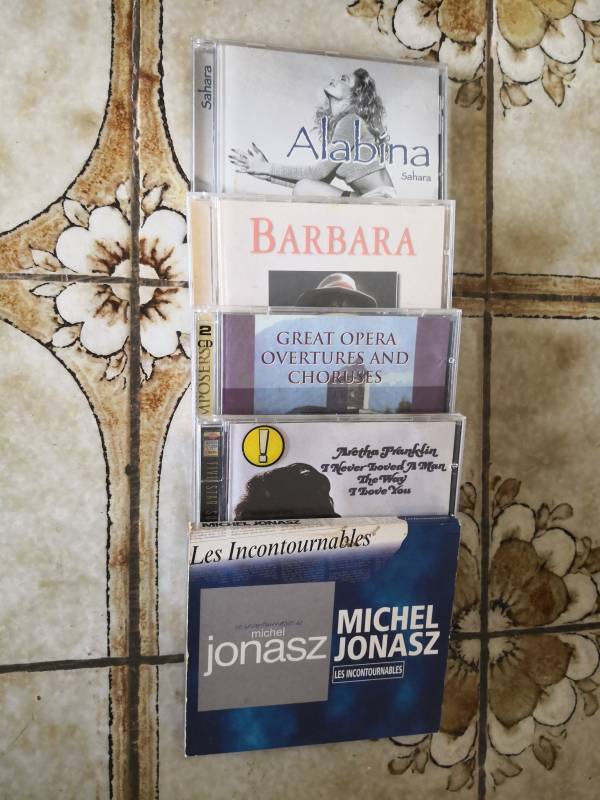 Sahara
Alabina
Sahara
BARBARA
2
CD
GREAT OPERA
OVERTURES AND
CHORUSES
!
Aretha Franklin
I Never Loved A Man
The Way
I Love You
MICHEL JONASZ
Les Incontournables
michel
jonasz
MICHEL
JONASZ
LES INCONTOURNABLES